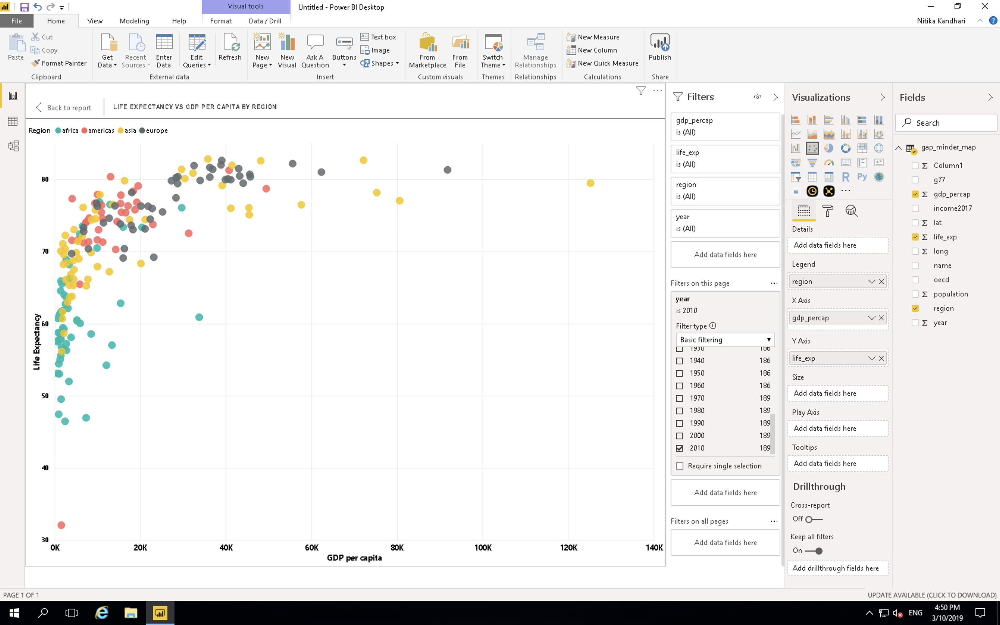 Visual tools
Untitled - Power BI Desktop
File
Home
View
Modeling
Help
Format
Data / Drill
Nitika Kandhari
Paste
Cut
Copy
Format Painter
Clipboard
Get Data
Recent Sources
Enter Data
Edit Queries
Refresh
External data
New Page
New Visual
Ask A Question
Buttons
Text box
Image
Shapes
Insert
From Marketplace
From File
Custom visuals
Switch Theme
Themes
Manage Relationships
Relationships
New Measure
New Column
New Quick Measure
Calculations
Publish
Share
Back to report
LIFE EXPECTANCY VS GDP PER CAPITA BY REGION
Region africa americas asia europe
80
70
60
50
40
30
Life Expectancy
0K 20K 40K 60K 80K 100K 120K 140K
GDP per capita
Filters
gdp_percap
is (All)
life_exp
is (All)
region
is (All)
year
is (All)
Add data fields here
Filters on this page
year
is 2010
Filter type
Basic filtering
1930 186
1940 186
1950 186
1960 186
1970 189
1980 189
1990 189
2000 189
2010 189
Require single selection
Add data fields here
Filters on all pages
Add data fields here
Visualizations
123
R
Py
W
Details
Add data fields here
Legend
region
X Axis
gdp_percap
Y Axis
life_exp
Size
Add data fields here
Play Axis
Add data fields here
Tooltips
Add data fields here
Drillthrough
Cross-report
Off
Keep all filters
On
Add drillthrough fields here
Fields
Search
gap_minder_map
Σ Column1
g77
Σ gdp_percap
income2017
Σ lat
Σ life_exp
Σ long
name
oecd
Σ population
region
Σ year
PAGE 1 OF 1
UPDATE AVAILABLE (CLICK TO DOWNLOAD)
ENG
4:50 PM
3/10/2019